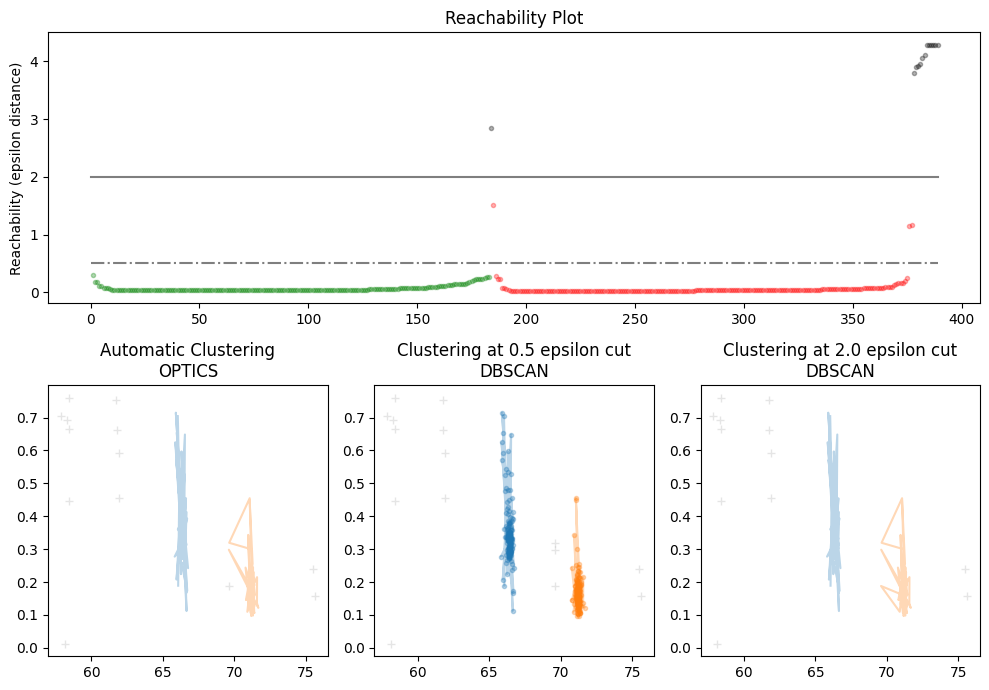 Reachability Plot
Reachability (epsilon distance)
4
3
2
1
0
0 50 100 150 200 250 300 350 400
Automatic Clustering
OPTICS
0.7
0.6
0.5
0.4
0.3
0.2
0.1
0.0
60 65 70 75
Clustering at 0.5 epsilon cut
DBSCAN
0.7
0.6
0.5
0.4
0.3
0.2
0.1
0.0
60 65 70 75
Clustering at 2.0 epsilon cut
DBSCAN
0.7
0.6
0.5
0.4
0.3
0.2
0.1
0.0
60 65 70 75